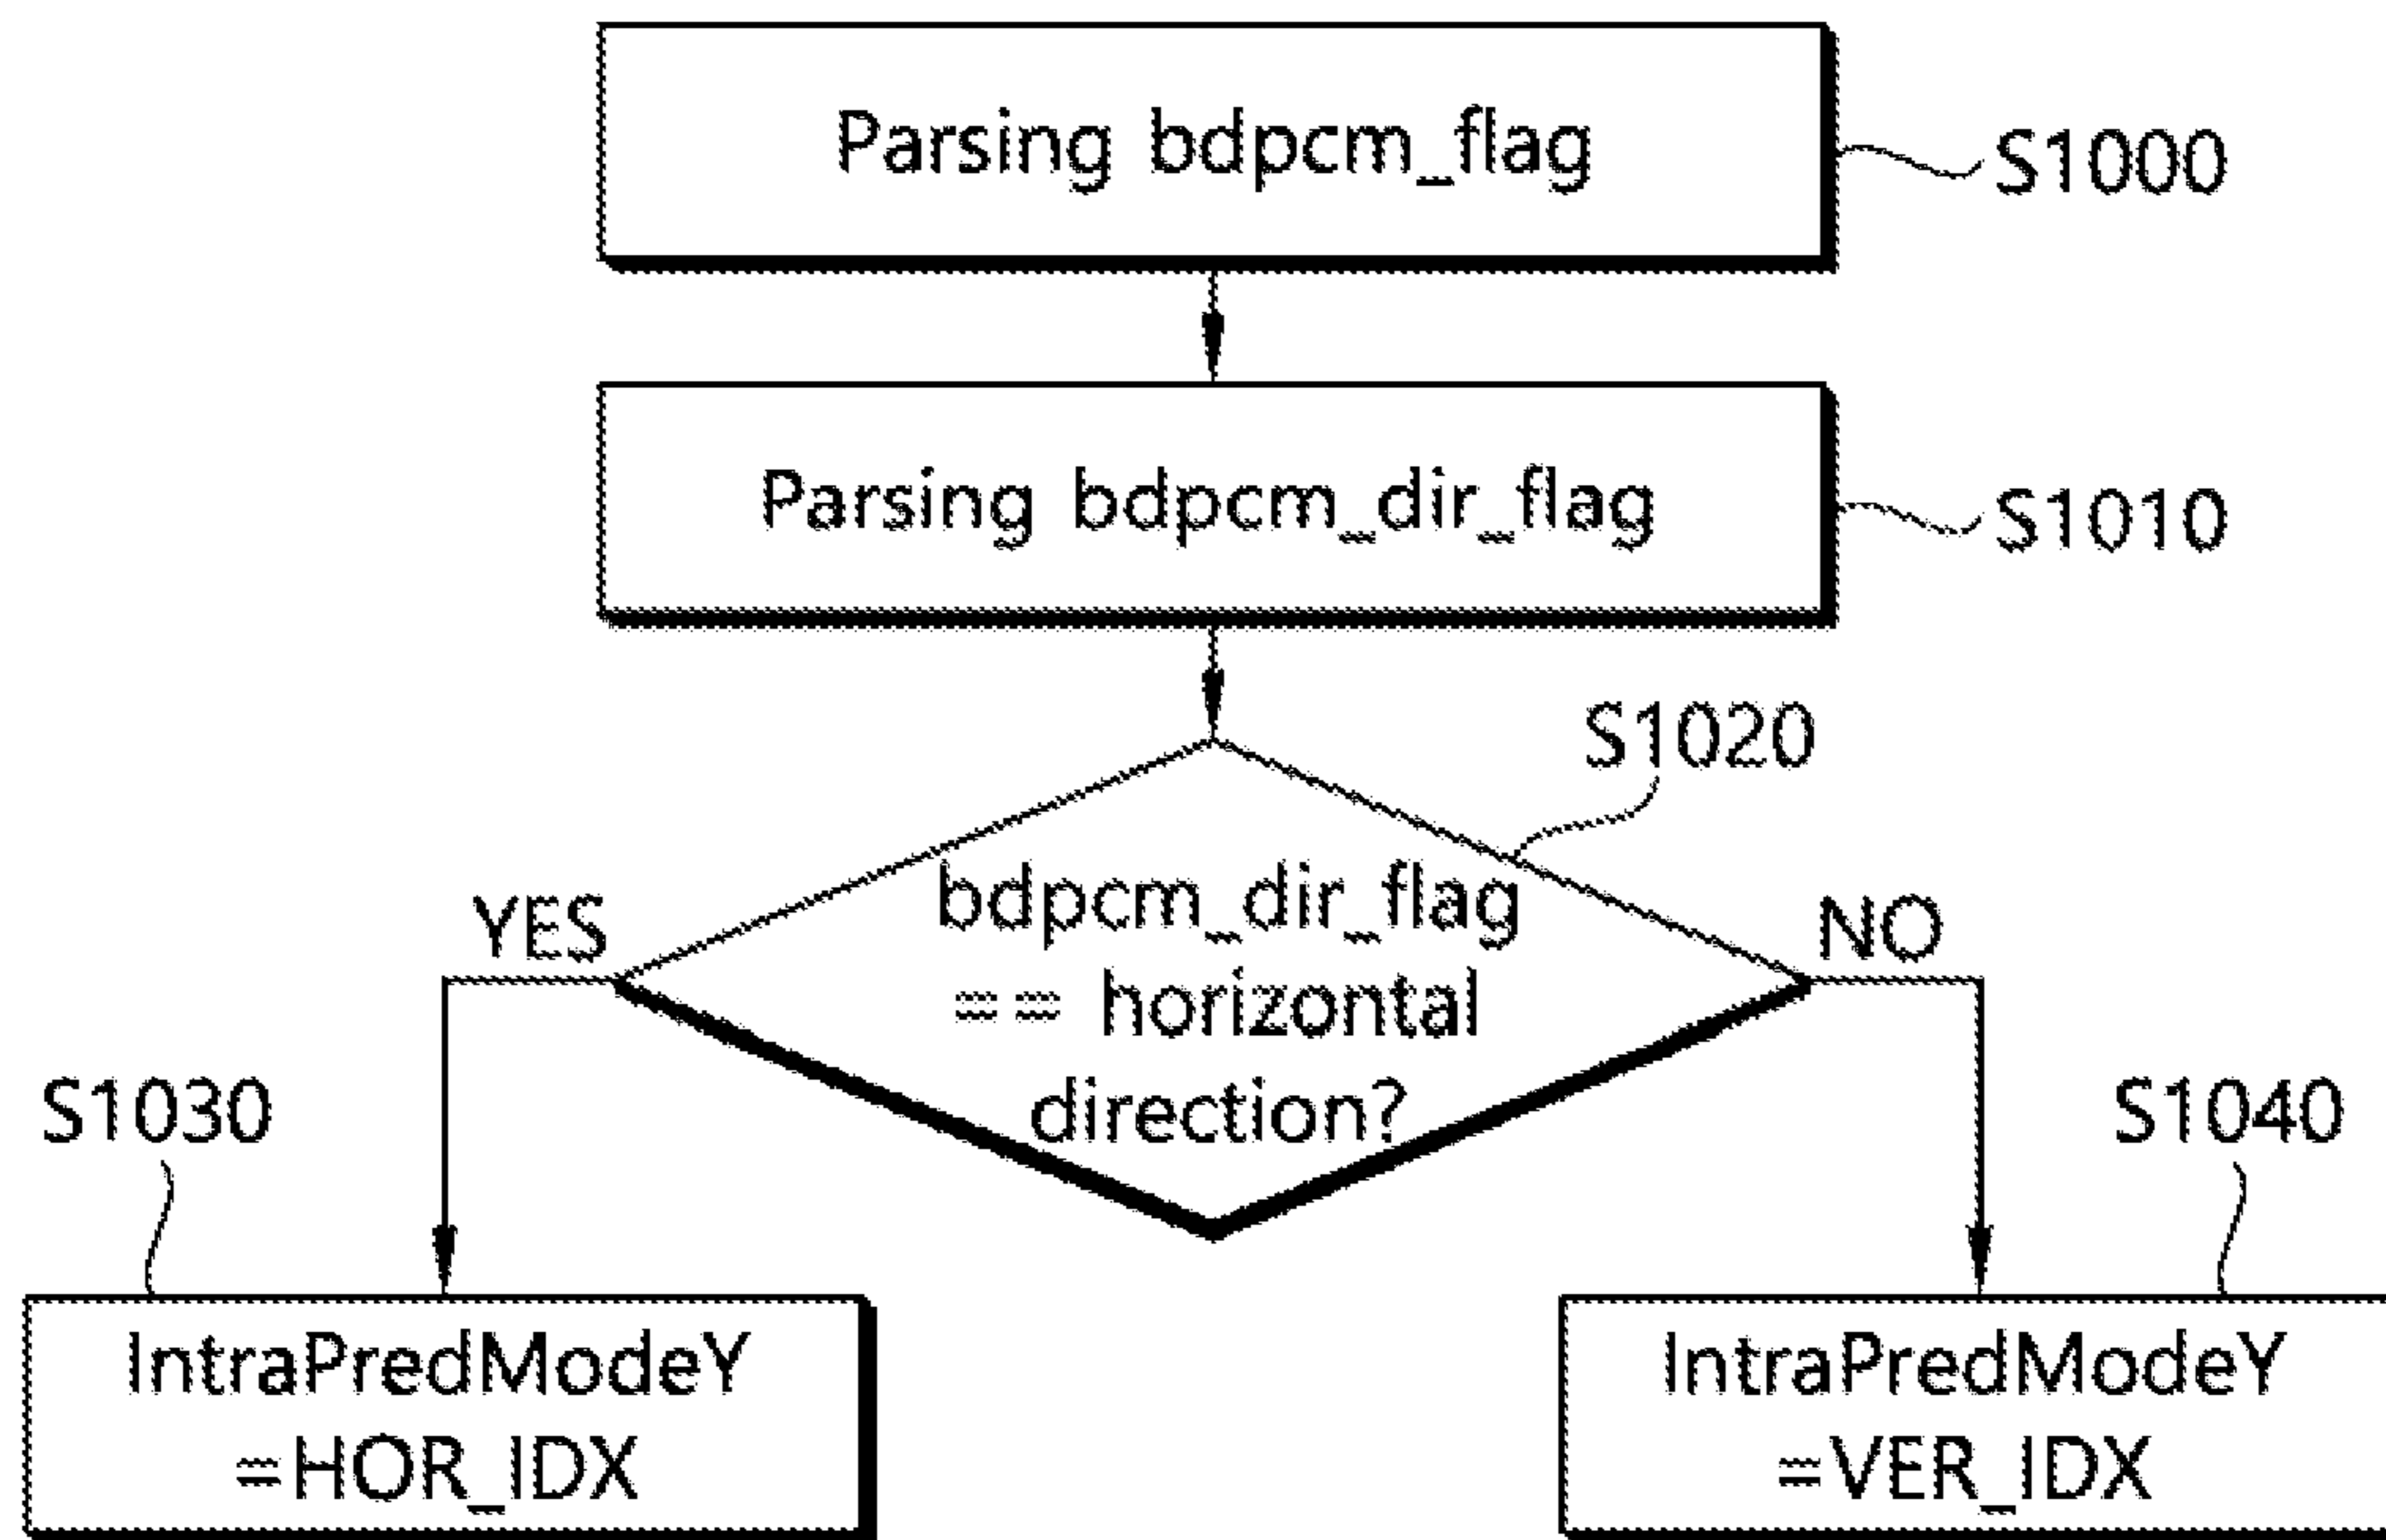 Parsing bdpcm_flag
S1000
Parsing bdpcm_dir_flag
S1010
S1020
bdpcm_dir_flag
== horizontal
direction?
YES
NO
S1030
S1040
IntraPredModeY
=HOR_IDX
IntraPredModeY
=VER_IDX